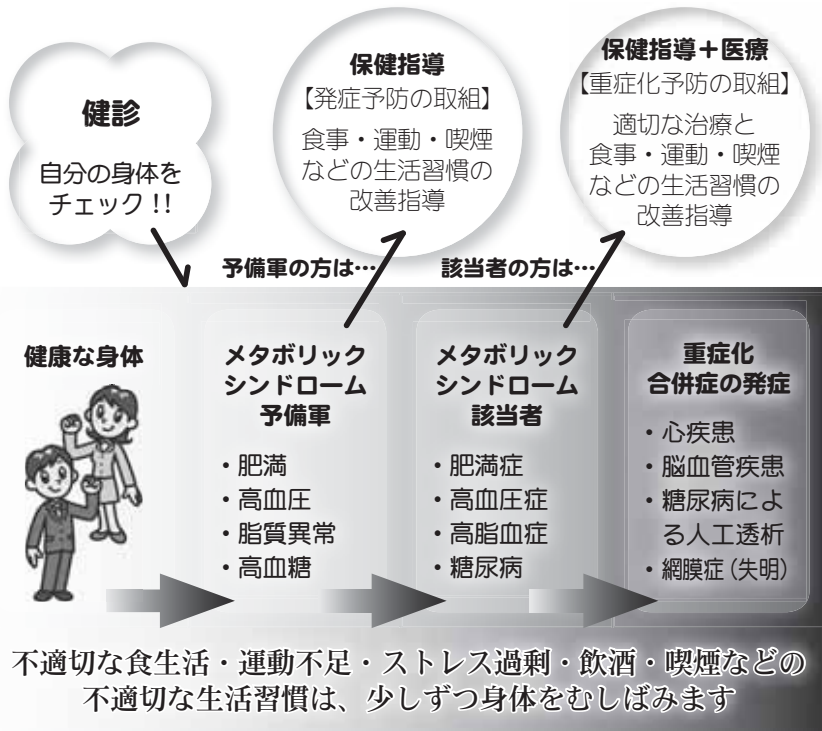 健診
自分の身体を
チェック!!
保健指導
【発症予防の取組】
食事・運動・喫煙
などの生活習慣の
改善指導
保健指導＋医療
【重症化予防の取組】
適切な治療と
食事・運動・喫煙
などの生活習慣の
改善指導
予備軍の方は…
該当者の方は…
健康な身体
メタボリック
シンドローム
予備軍
・肥満
・高血圧
・脂質異常
・高血糖
メタボリック
シンドローム
該当者
・肥満症
・高血圧症
・高脂血症
・糖尿病
重症化
合併症の発症
・心疾患
・脳血管疾患
・糖尿病によ
る人工透析
・網膜症（失明）
不適切な食生活・運動不足・ストレス過剰・飲酒・喫煙などの
不適切な生活習慣は、少しずつ身体をむしばみます